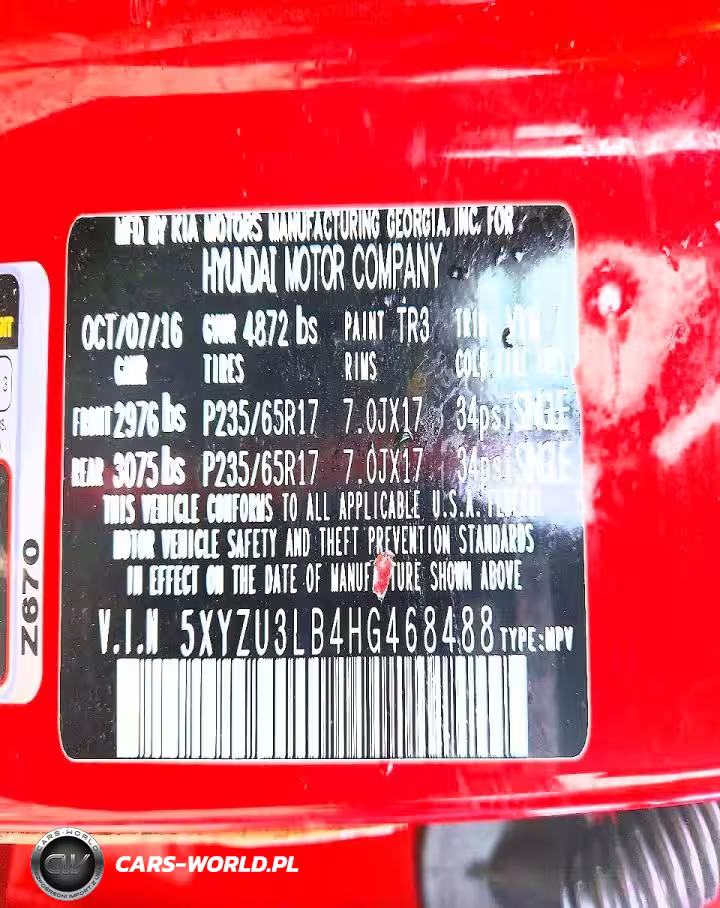 MFD BY KIA MOTORS MANUFACTURING GEORGIA, INC. FOR
HYUNDAI MOTOR COMPANY
OCT/07/16 GVWR 4872 lbs PAINT TR3
GAWR TIRES RIMS
FRONT 2976 lbs P235/65R17 7.0JX17 34psi SINGLE
REAR 3075 lbs P235/65R17 7.0JX17 34psi SINGLE
THIS VEHICLE CONFORMS TO ALL APPLICABLE U.S.A. FEDERAL
MOTOR VEHICLE SAFETY AND THEFT PREVENTION STANDARDS
IN EFFECT ON THE DATE OF MANUFACTURE SHOWN ABOVE
V.I.N 5XYZU3LB4HG468488 TYPE:MPV
Z670
CARS-WORLD
CW
CARS-WORLD.PL